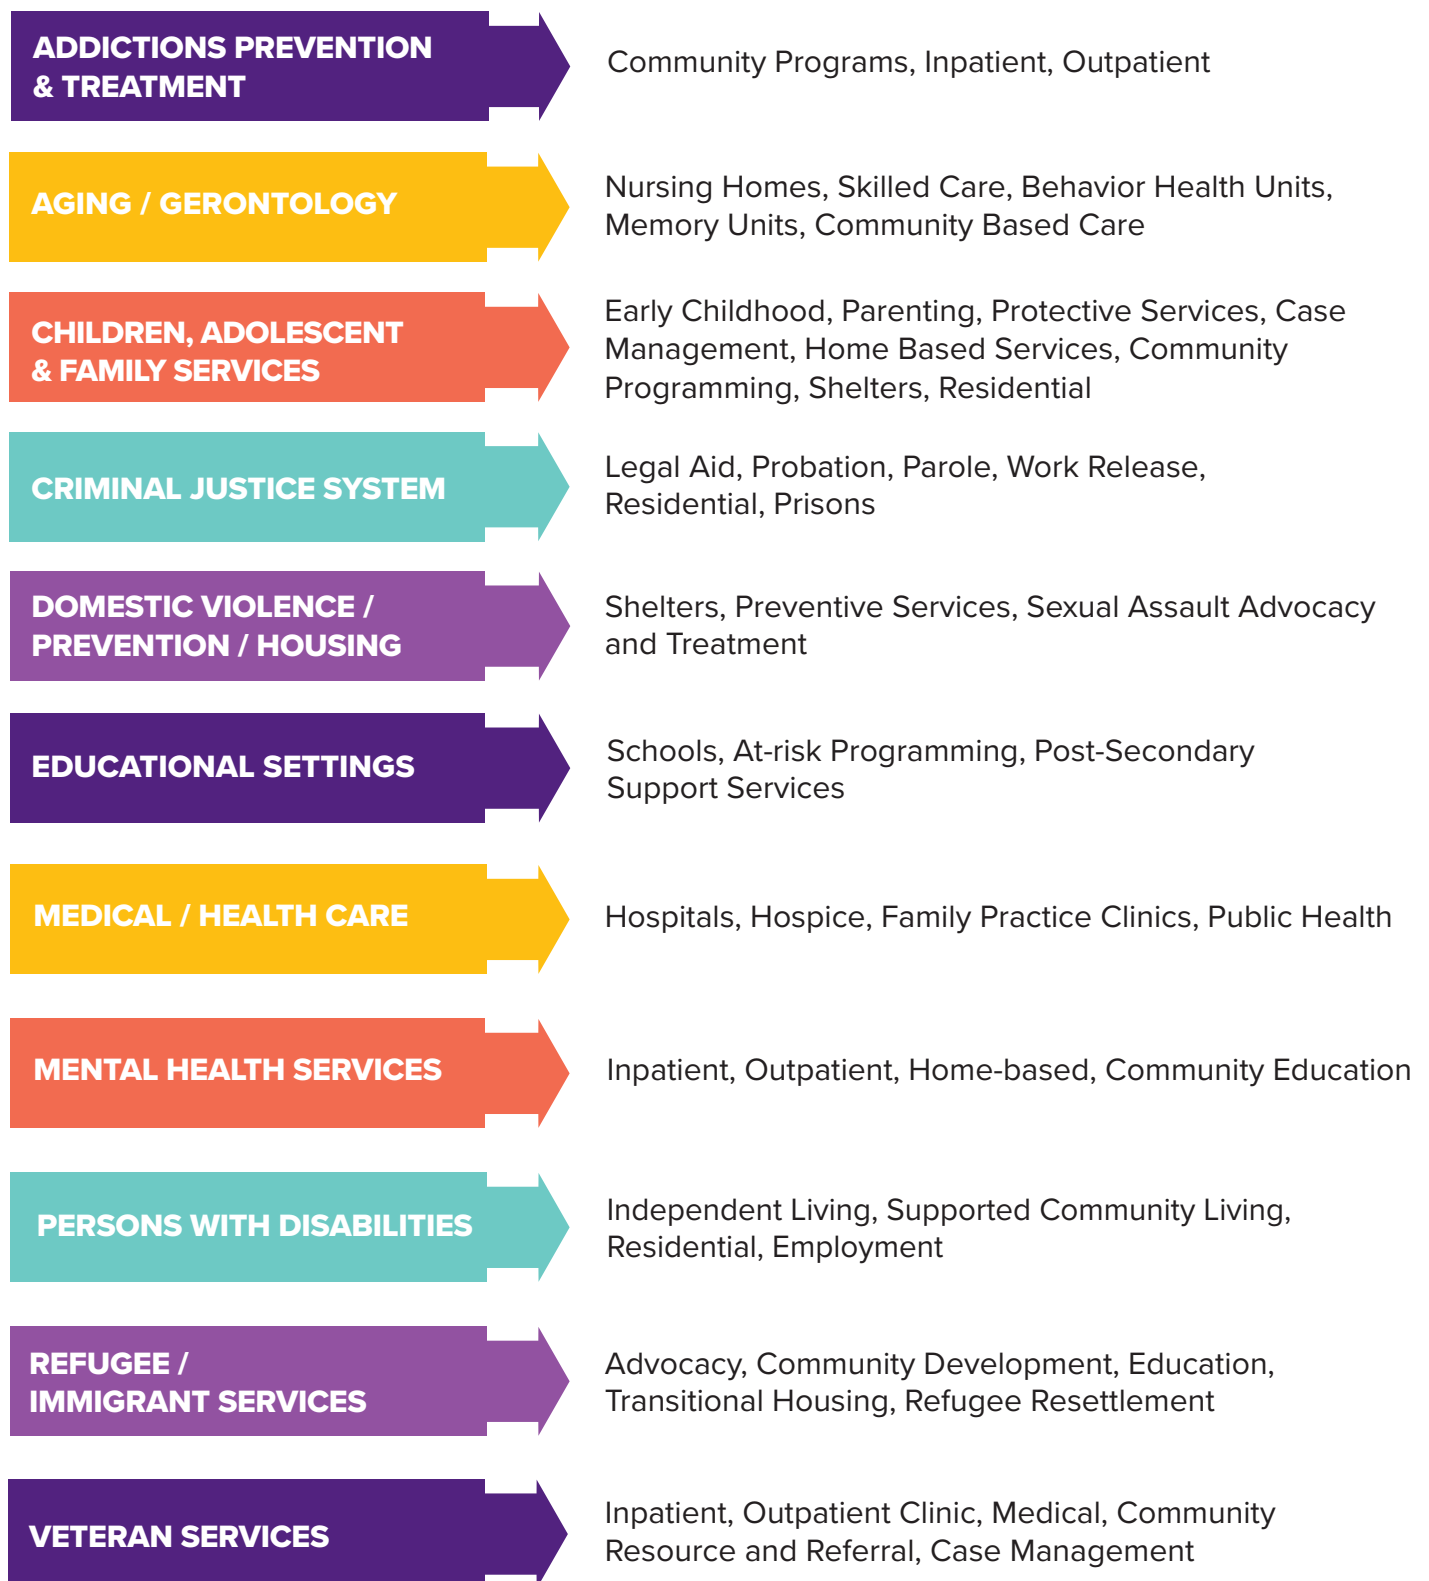 ADDICTIONS PREVENTION
& TREATMENT
Community Programs, Inpatient, Outpatient
AGING / GERONTOLOGY
Nursing Homes, Skilled Care, Behavior Health Units,
Memory Units, Community Based Care
CHILDREN, ADOLESCENT
& FAMILY SERVICES
Early Childhood, Parenting, Protective Services, Case
Management, Home Based Services, Community
Programming, Shelters, Residential
CRIMINAL JUSTICE SYSTEM
Legal Aid, Probation, Parole, Work Release,
Residential, Prisons
DOMESTIC VIOLENCE /
PREVENTION / HOUSING
Shelters, Preventive Services, Sexual Assault Advocacy
and Treatment
EDUCATIONAL SETTINGS
Schools, At-risk Programming, Post-Secondary
Support Services
MEDICAL / HEALTH CARE
Hospitals, Hospice, Family Practice Clinics, Public Health
MENTAL HEALTH SERVICES
Inpatient, Outpatient, Home-based, Community Education
PERSONS WITH DISABILITIES
Independent Living, Supported Community Living,
Residential, Employment
REFUGEE /
IMMIGRANT SERVICES
Advocacy, Community Development, Education,
Transitional Housing, Refugee Resettlement
VETERAN SERVICES
Inpatient, Outpatient Clinic, Medical, Community
Resource and Referral, Case Management